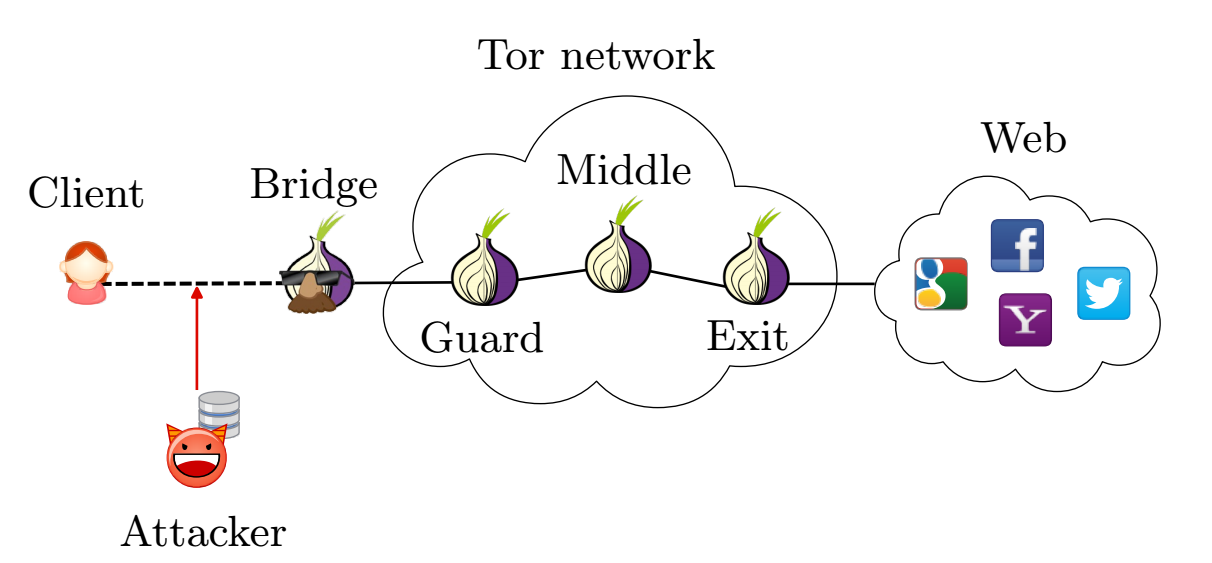 Tor network
Web
Middle
Bridge
Client
f
g
Y
Guard
Exit
Attacker